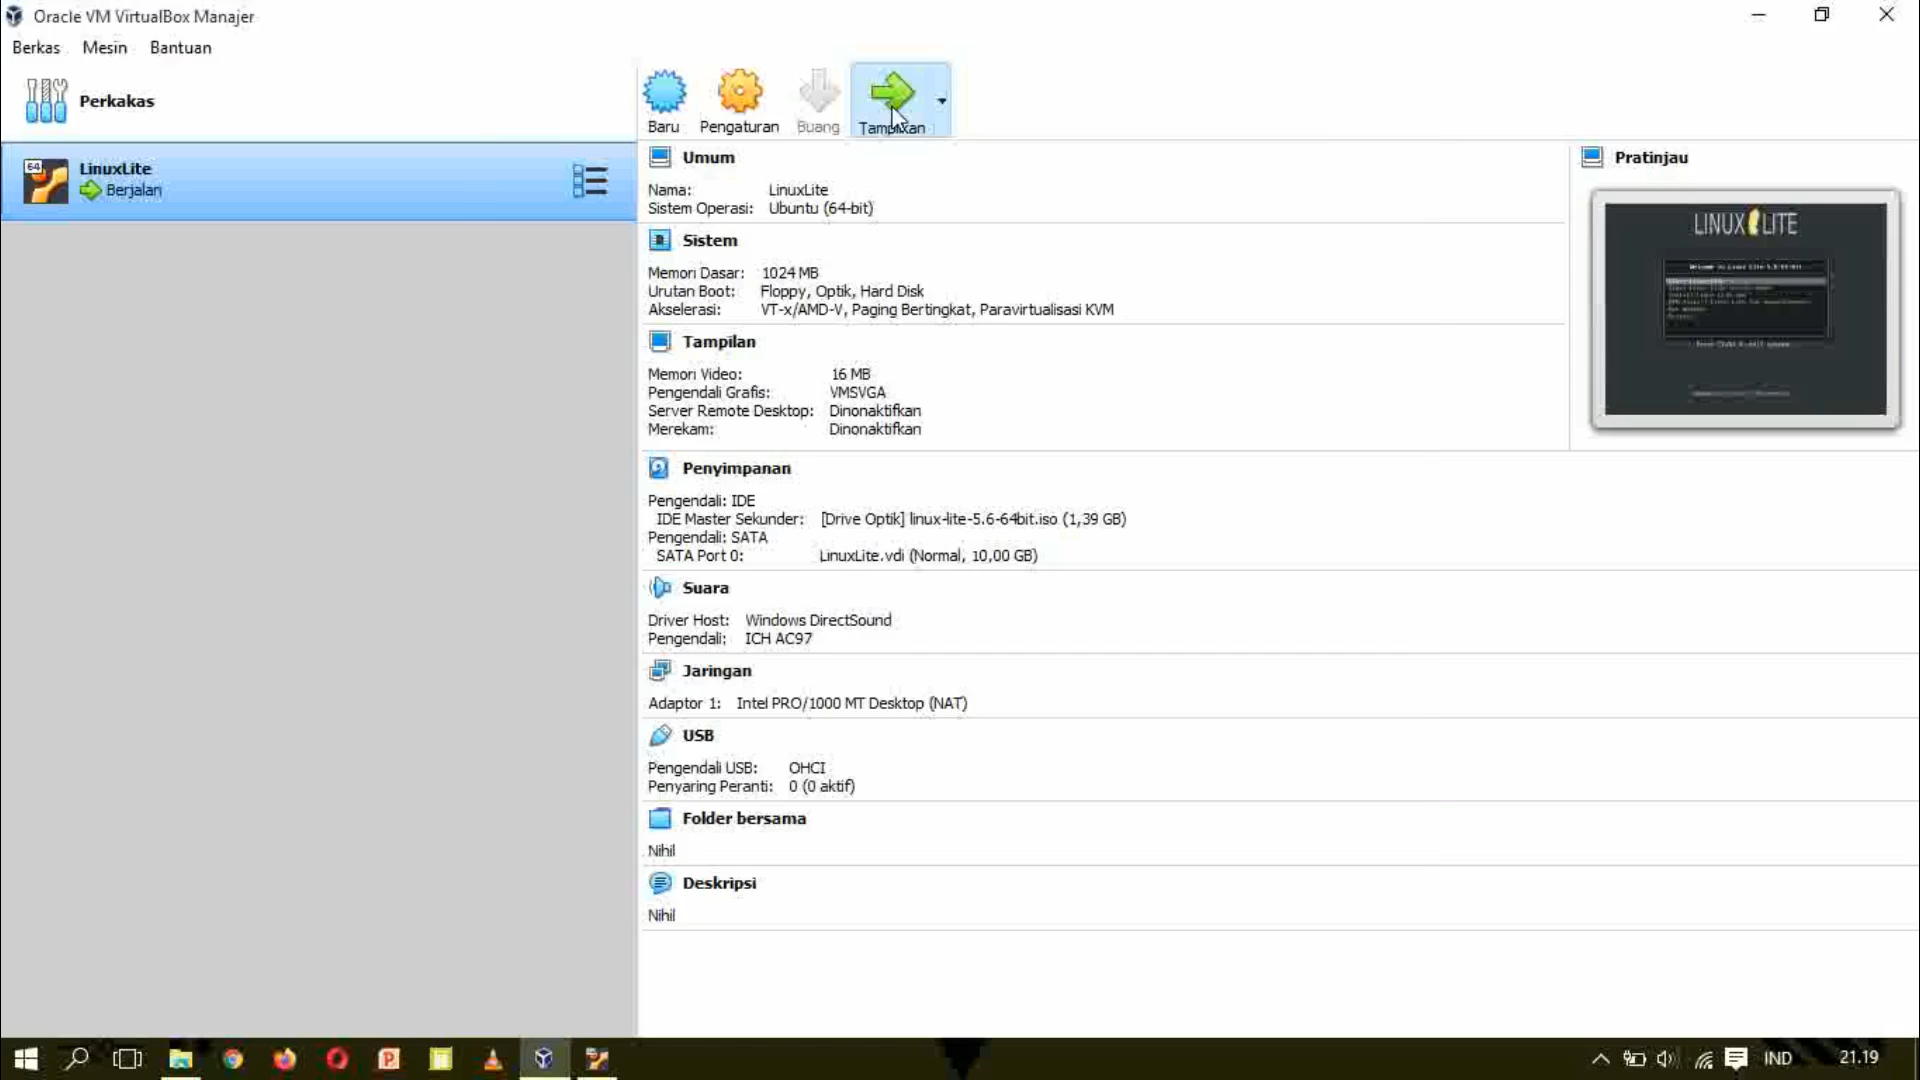 Oracle VM VirtualBox Manajer
Berkas Mesin Bantuan
Perkakas
Baru Pengaturan Buang Tampilkan
64 LinuxLite
Berjalan
Umum
Nama: LinuxLite
Sistem Operasi: Ubuntu (64-bit)
Sistem
Memori Dasar: 1024 MB
Urutan Boot: Floppy, Optik, Hard Disk
Akselerasi: VT-x/AMD-V, Paging Bertingkat, Paravirtualisasi KVM
Tampilan
Memori Video: 16 MB
Pengendali Grafis: VMSVGA
Server Remote Desktop: Dinonaktifkan
Merekam: Dinonaktifkan
Pratinjau
LINUX LITE
Penyimpanan
Pengendali: IDE
IDE Master Sekunder: [Drive Optik] linux-lite-5.6-64bit.iso (1,39 GB)
Pengendali: SATA
SATA Port 0: LinuxLite.vdi (Normal, 10,00 GB)
Suara
Driver Host: Windows DirectSound
Pengendali: ICH AC97
Jaringan
Adaptor 1: Intel PRO/1000 MT Desktop (NAT)
USB
Pengendali USB: OHCI
Penyaring Peranti: 0 (0 aktif)
Folder bersama
Nihil
Deskripsi
Nihil
IND 21.19